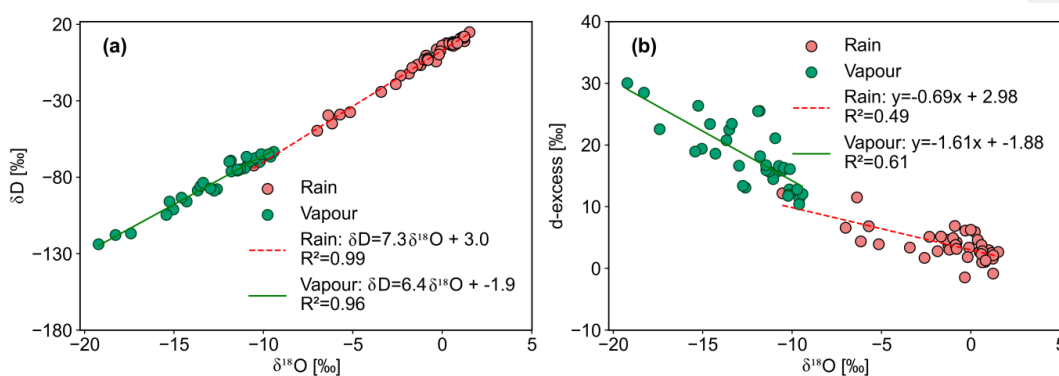 (a)
20
−30
−80
−130
−180
δD [‰]
Rain
Vapour
Rain: δD=7.3δ¹⁸O + 3.0
R²=0.99
Vapour: δD=6.4δ¹⁸O + -1.9
R²=0.96
−20 −15 −10 −5 0 5
δ¹⁸O [‰]
(b)
40
30
20
10
0
−10
d-excess [‰]
Rain
Vapour
Rain: y=-0.69x + 2.98
R²=0.49
Vapour: y=-1.61x + -1.88
R²=0.61
−20 −15 −10 −5 0 5
δ¹⁸O [‰]